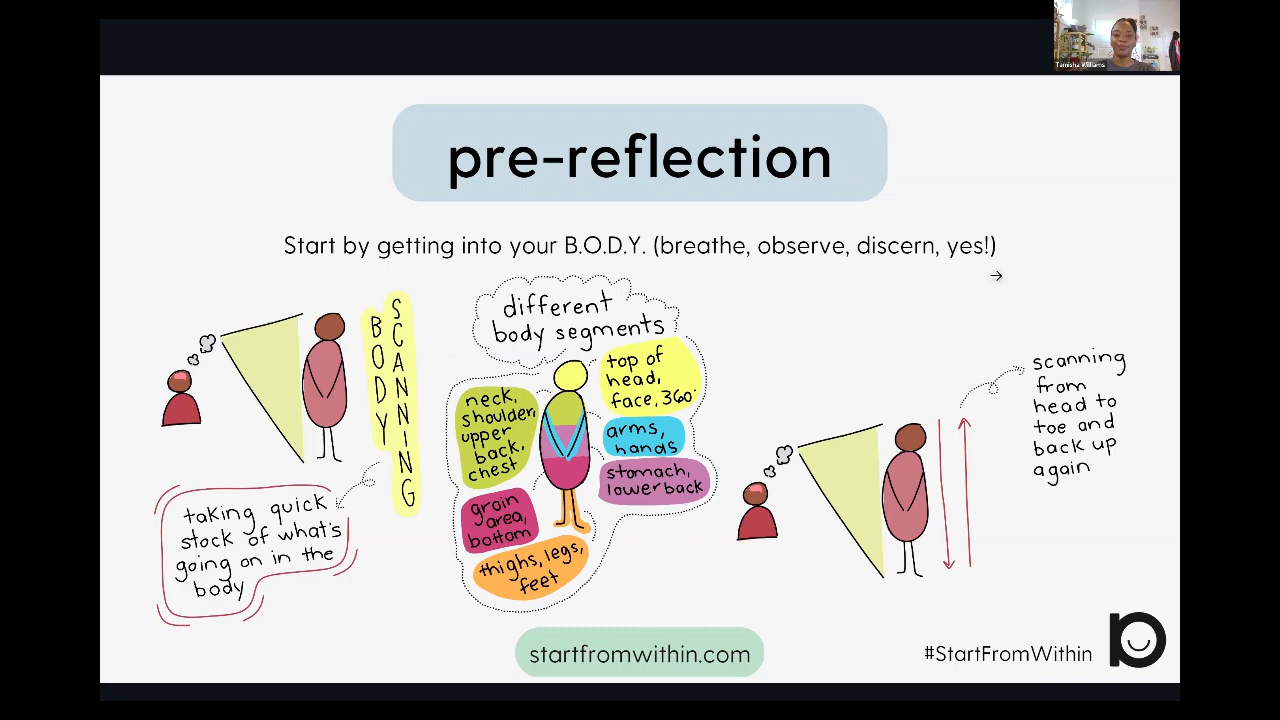 Tamisha Williams
pre-reflection
Start by getting into your B.O.D.Y. (breathe, observe, discern, yes!)
BODY
SCANNING
taking quick
stock of what's
going on in the
body
different
body segments
top of
head,
face, 360°
neck,
shoulder,
upper
back,
chest
arms,
hands
stomach,
lower back
groin
area,
bottom
thighs, legs,
feet
scanning
from
head to
toe and
back up
again
startfromwithin.com
#StartFromWithin